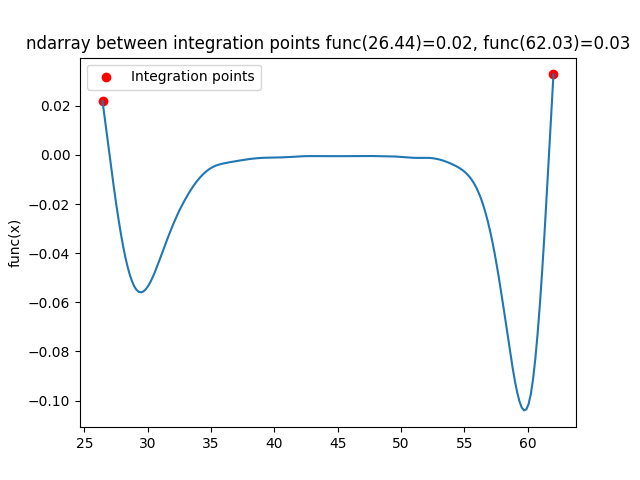 ndarray between integration points func(26.44)=0.02, func(62.03)=0.03
Integration points
func(x)
0.02
0.00
−0.02
−0.04
−0.06
−0.08
−0.10
25 30 35 40 45 50 55 60